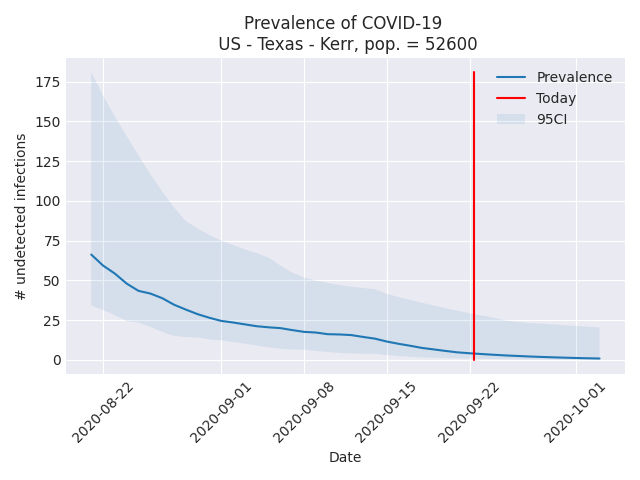 Prevalence of COVID-19
US - Texas - Kerr, pop. = 52600
Prevalence
Today
95CI
175
150
125
100
75
50
25
0
# undetected infections
2020-08-22
2020-09-01
2020-09-08
2020-09-15
2020-09-22
2020-10-01
Date